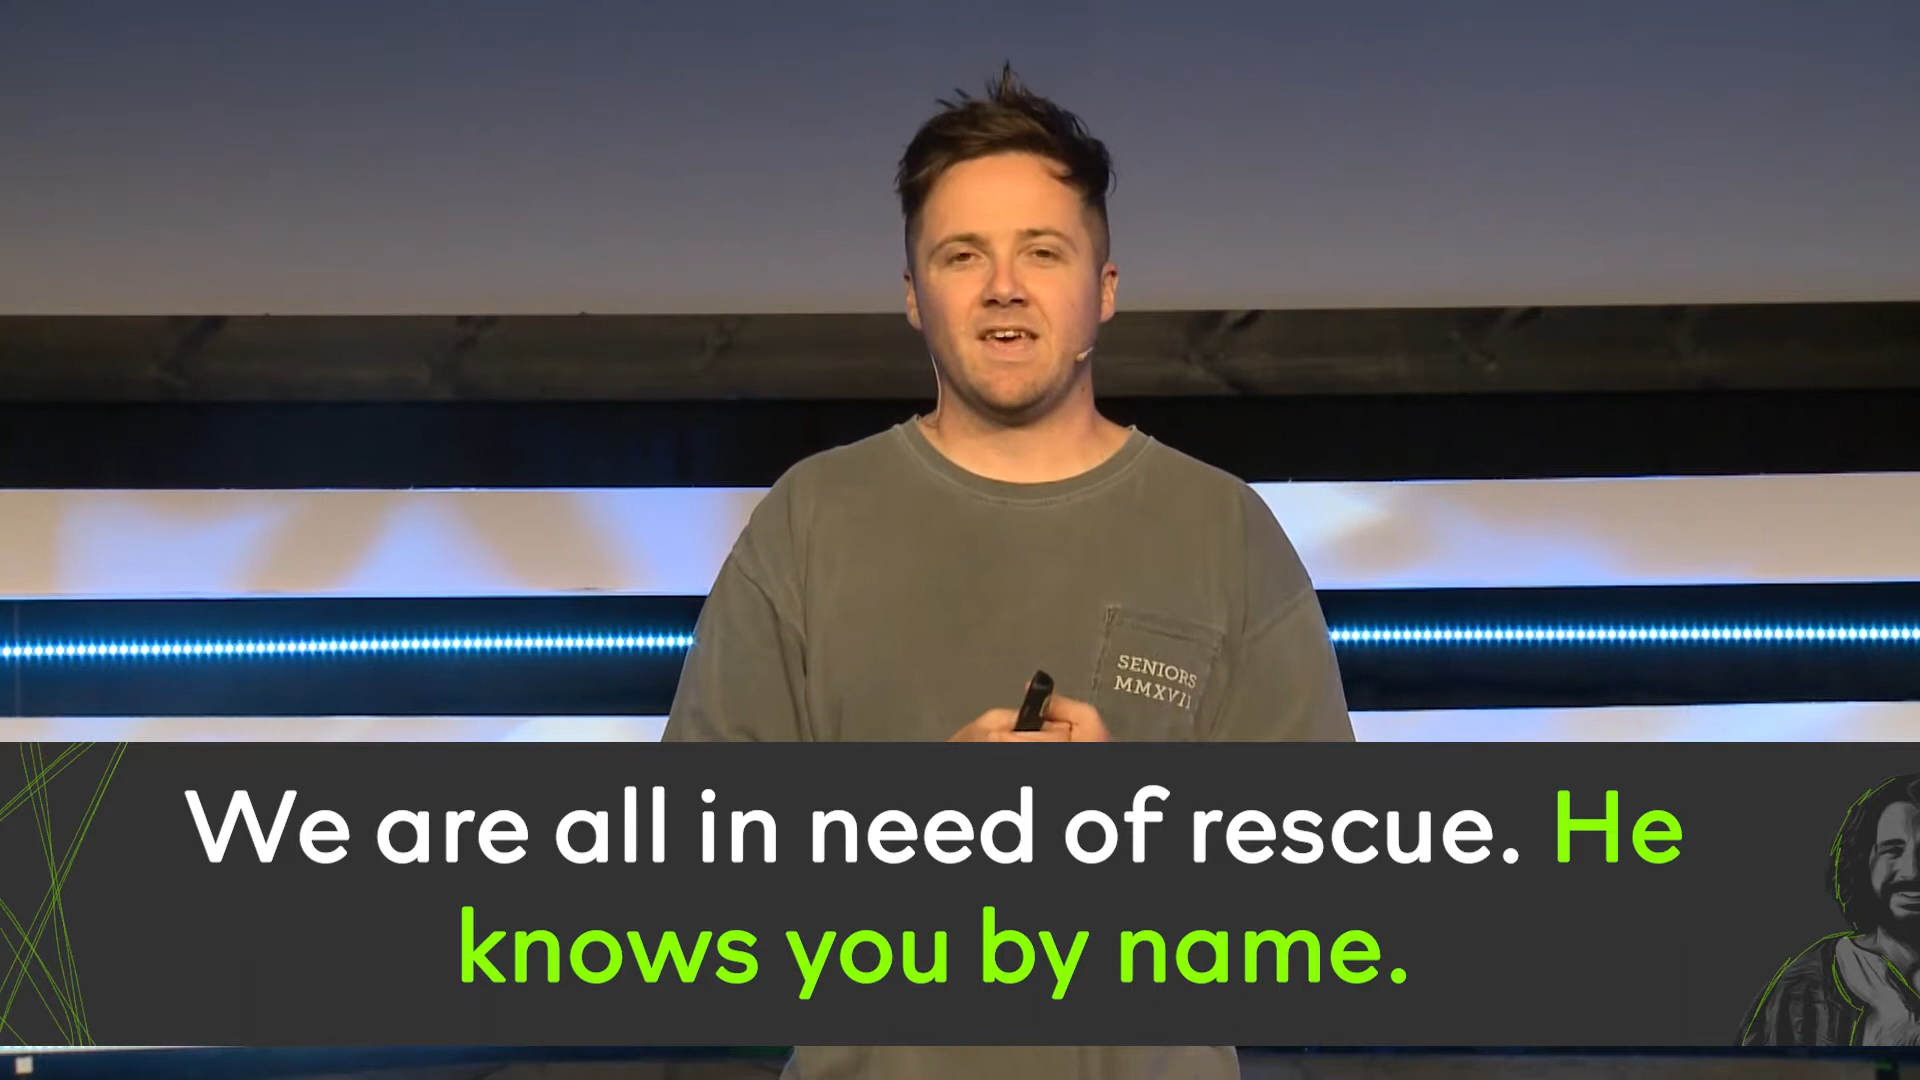 SENIORS
MMXVII
We are all in need of rescue. He
knows you by name.